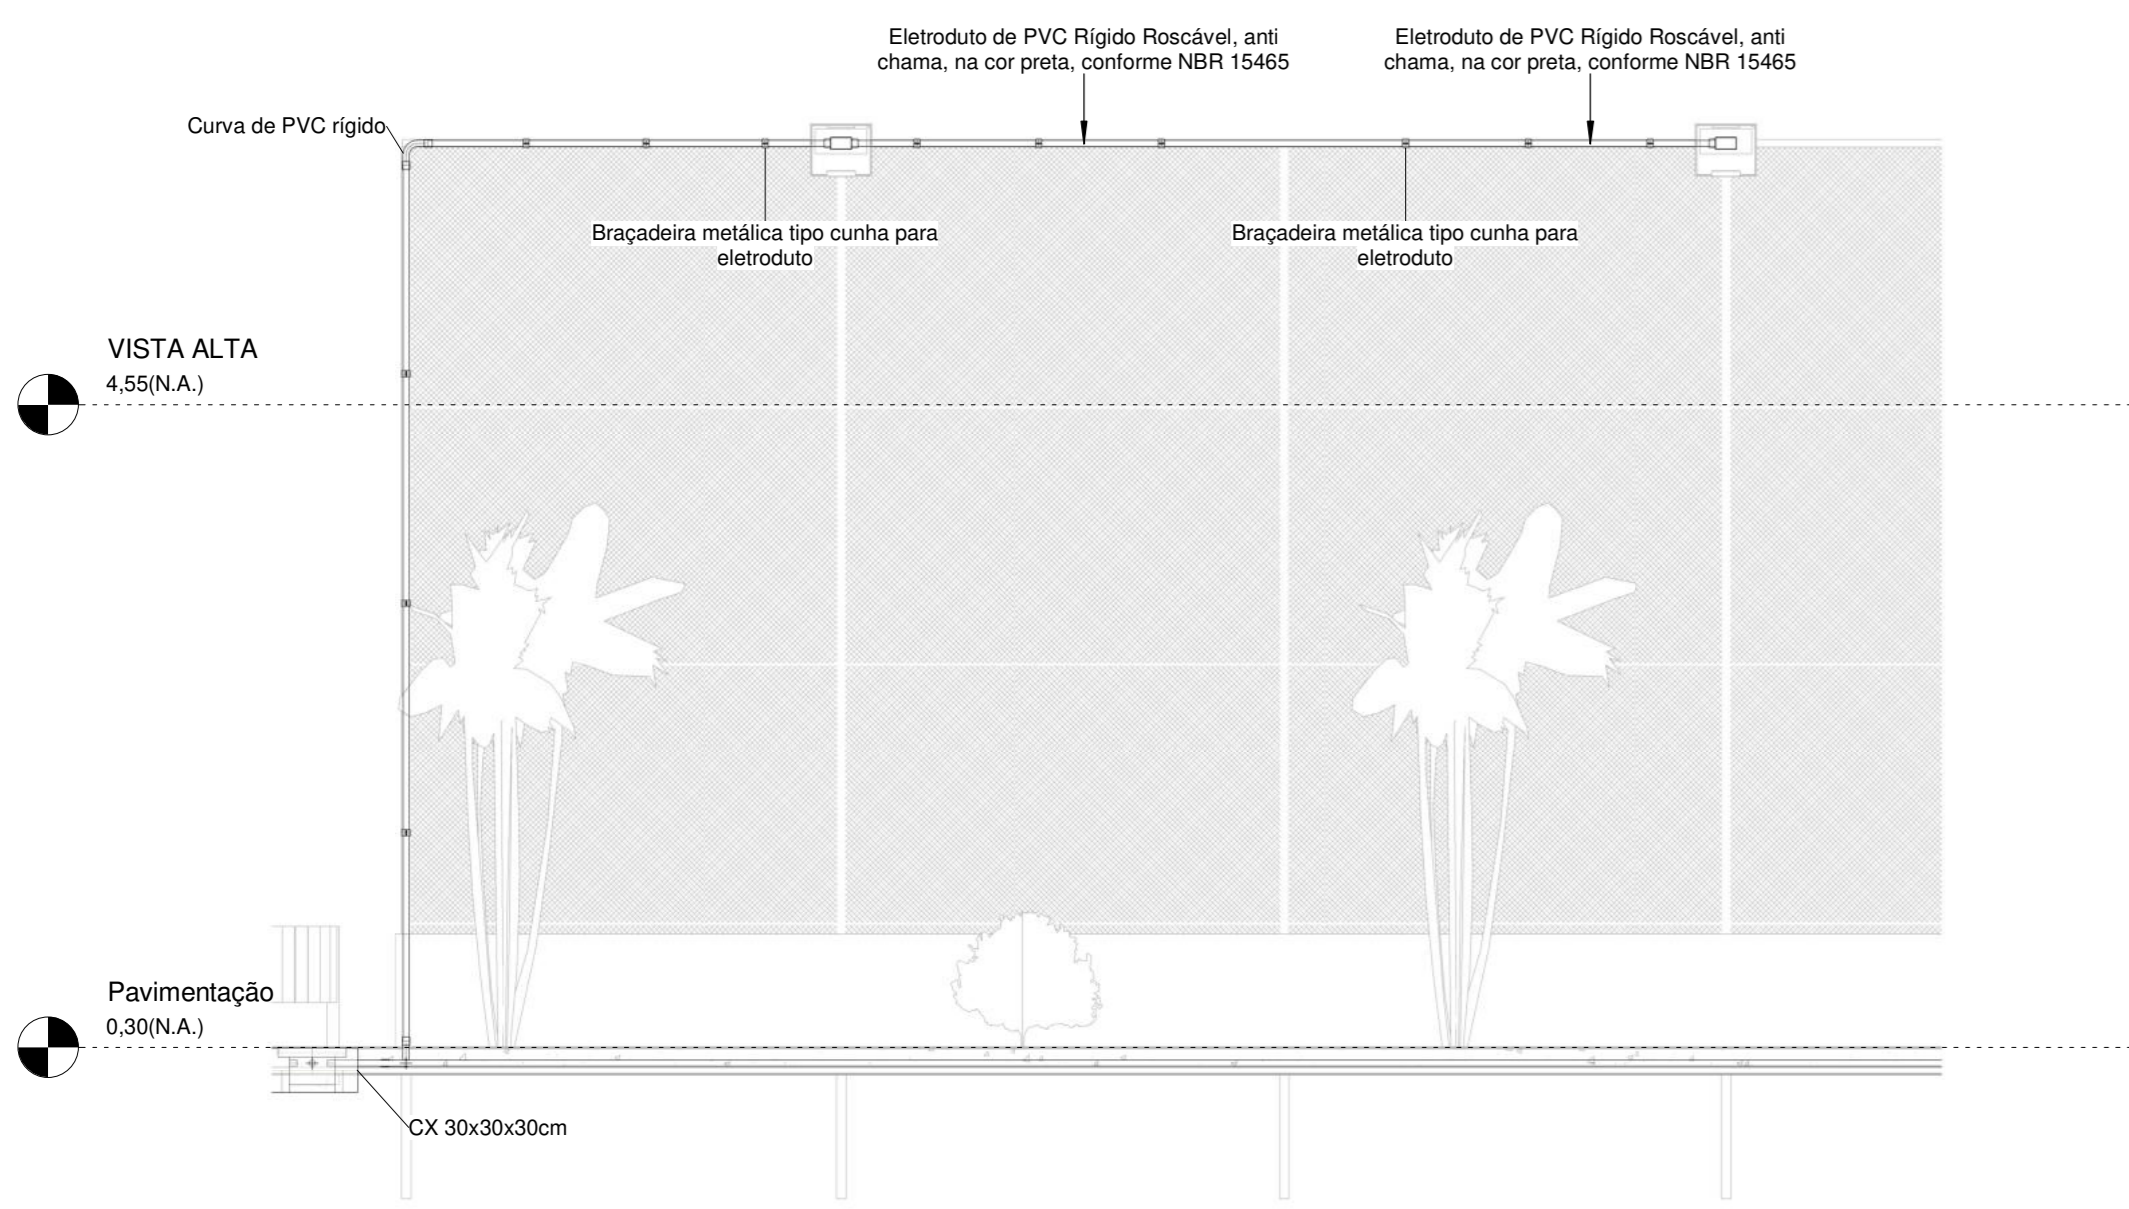 Eletroduto de PVC Rígido Roscável, anti
chama, na cor preta, conforme NBR 15465
Eletroduto de PVC Rígido Roscável, anti
chama, na cor preta, conforme NBR 15465
Curva de PVC rígido
Braçadeira metálica tipo cunha para
eletroduto
Braçadeira metálica tipo cunha para
eletroduto
VISTA ALTA
4,55(N.A.)
Pavimentação
0,30(N.A.)
CX 30x30x30cm